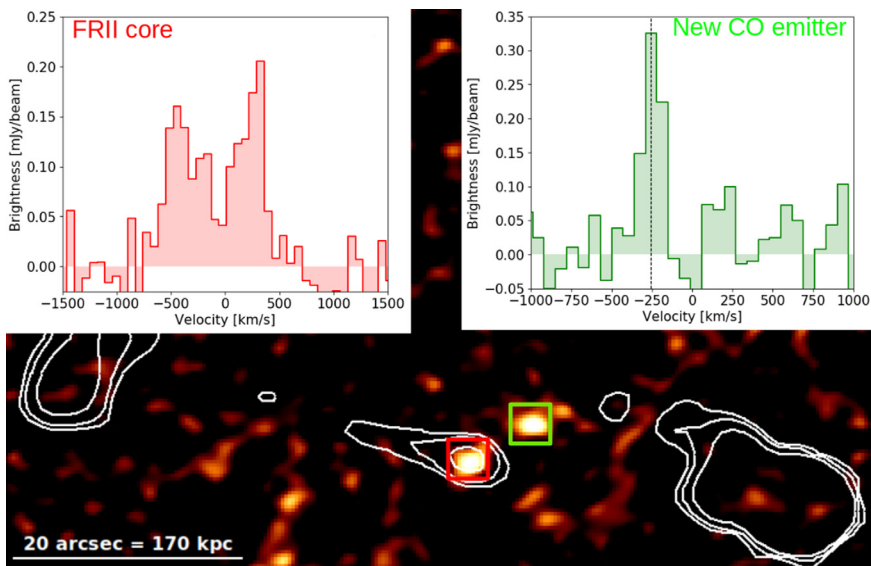 FRII core
0.25
0.20
0.15
0.10
0.05
0.00
Brightness [mJy/beam]
−1500 −1000 −500 0 500 1000 1500
Velocity [km/s]
New CO emitter
0.35
0.30
0.25
0.20
0.15
0.10
0.05
0.00
−0.05
Brightness [mJy/beam]
−1000 −750 −500 −250 0 250 500 750 1000
Velocity [km/s]
20 arcsec = 170 kpc